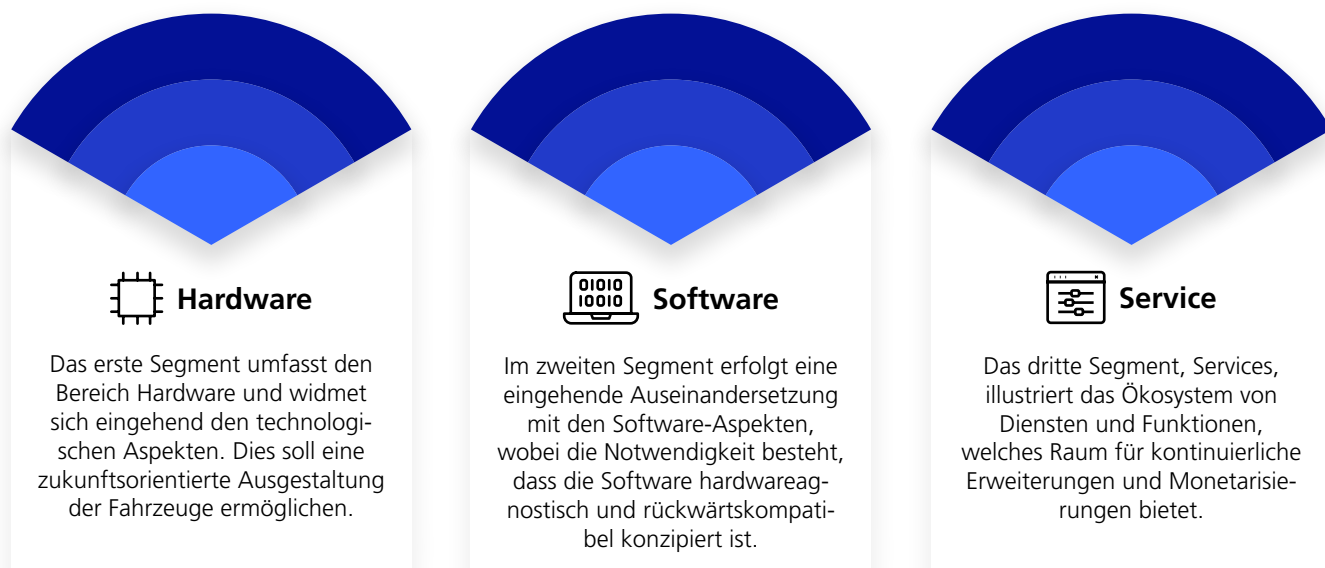 Hardware
Das erste Segment umfasst den
Bereich Hardware und widmet
sich eingehend den technologi-
schen Aspekten. Dies soll eine
zukunftsorientierte Ausgestaltung
der Fahrzeuge ermöglichen.
01010
10010
Software
Im zweiten Segment erfolgt eine
eingehende Auseinandersetzung
mit den Software-Aspekten,
wobei die Notwendigkeit besteht,
dass die Software hardwareag-
nostisch und rückwärtskompati-
bel konzipiert ist.
Service
Das dritte Segment, Services,
illustriert das Ökosystem von
Diensten und Funktionen,
welches Raum für kontinuierliche
Erweiterungen und Monetarisie-
rungen bietet.